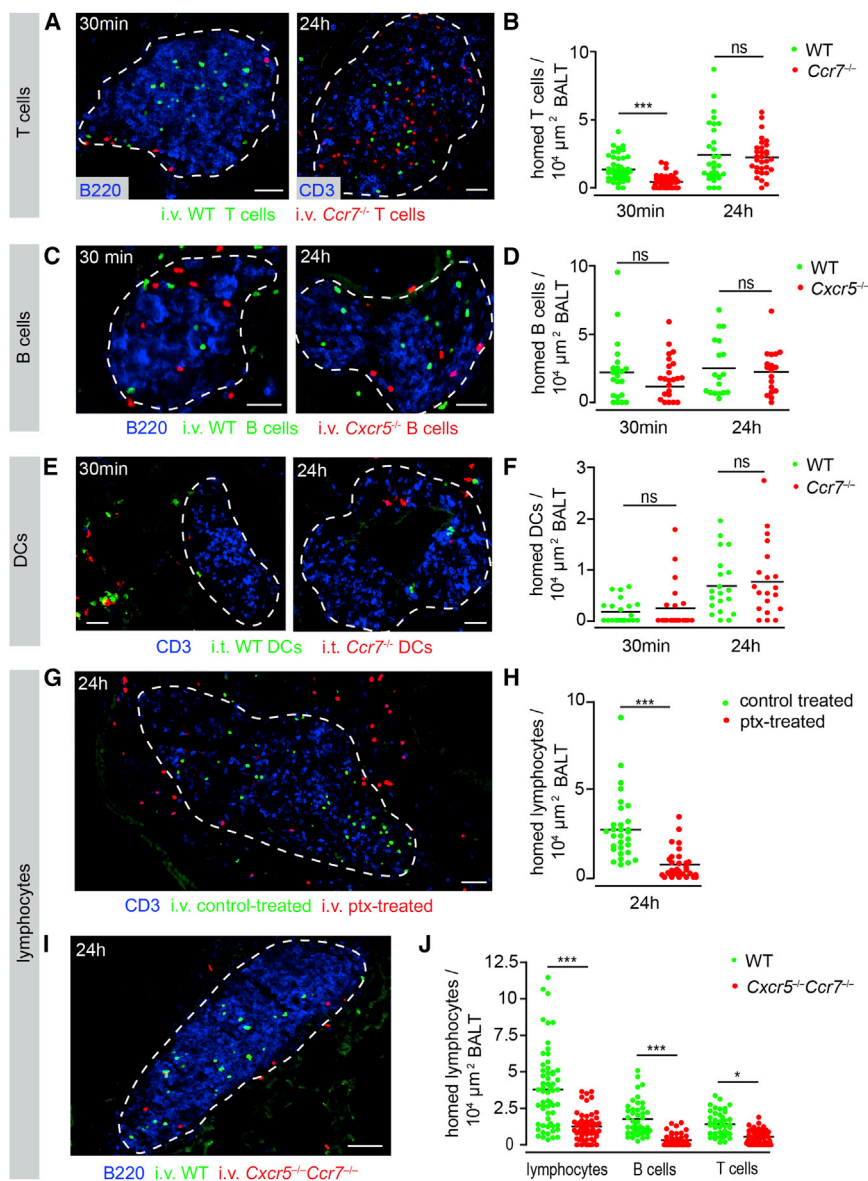 T cells
A
30min
B220
24h
CD3
i.v. WT T cells
i.v. Ccr7⁻/⁻ T cells
B
WT
Ccr7⁻/⁻
homed T cells /
10⁴ µm² BALT
10
5
0
***
ns
30min
24h
B cells
C
30 min
24h
B220 i.v. WT B cells i.v. Cxcr5⁻/⁻ B cells
D
WT
Cxcr5⁻/⁻
homed B cells /
10⁴ µm² BALT
10
5
0
ns
ns
30min
24h
DCs
E
30min
24h
CD3 i.t. WT DCs i.t. Ccr7⁻/⁻ DCs
F
WT
Ccr7⁻/⁻
homed DCs /
10⁴ µm² BALT
3
2
1
0
ns
ns
30min
24h
lymphocytes
G
24h
CD3 i.v. control-treated i.v. ptx-treated
H
control treated
ptx-treated
homed lymphocytes /
10⁴ µm² BALT
10
5
0
***
24h
I
24h
B220 i.v. WT i.v. Cxcr5⁻/⁻Ccr7⁻/⁻
J
WT
Cxcr5⁻/⁻Ccr7⁻/⁻
homed lymphocytes /
10⁴ µm² BALT
12.5
10
7.5
5
2.5
0
***
***
*
lymphocytes
B cells
T cells